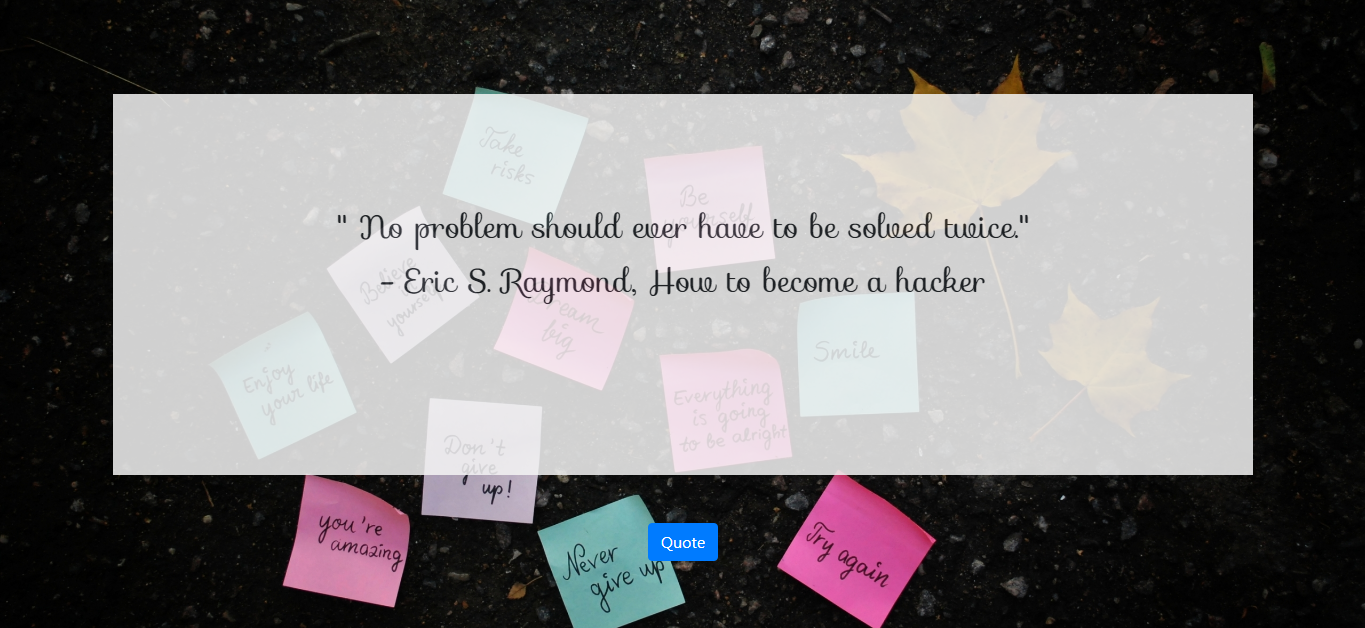 Take
risks
Be
yourself
" No problem should ever have to be solved twice."
- Eric S. Raymond, How to become a hacker
Believe
yourself
Dream
big
Smile
Enjoy
your life
Everything
is going
to be alright
Don't
give
up!
you're
amazing
Never
give up
Quote
Try again